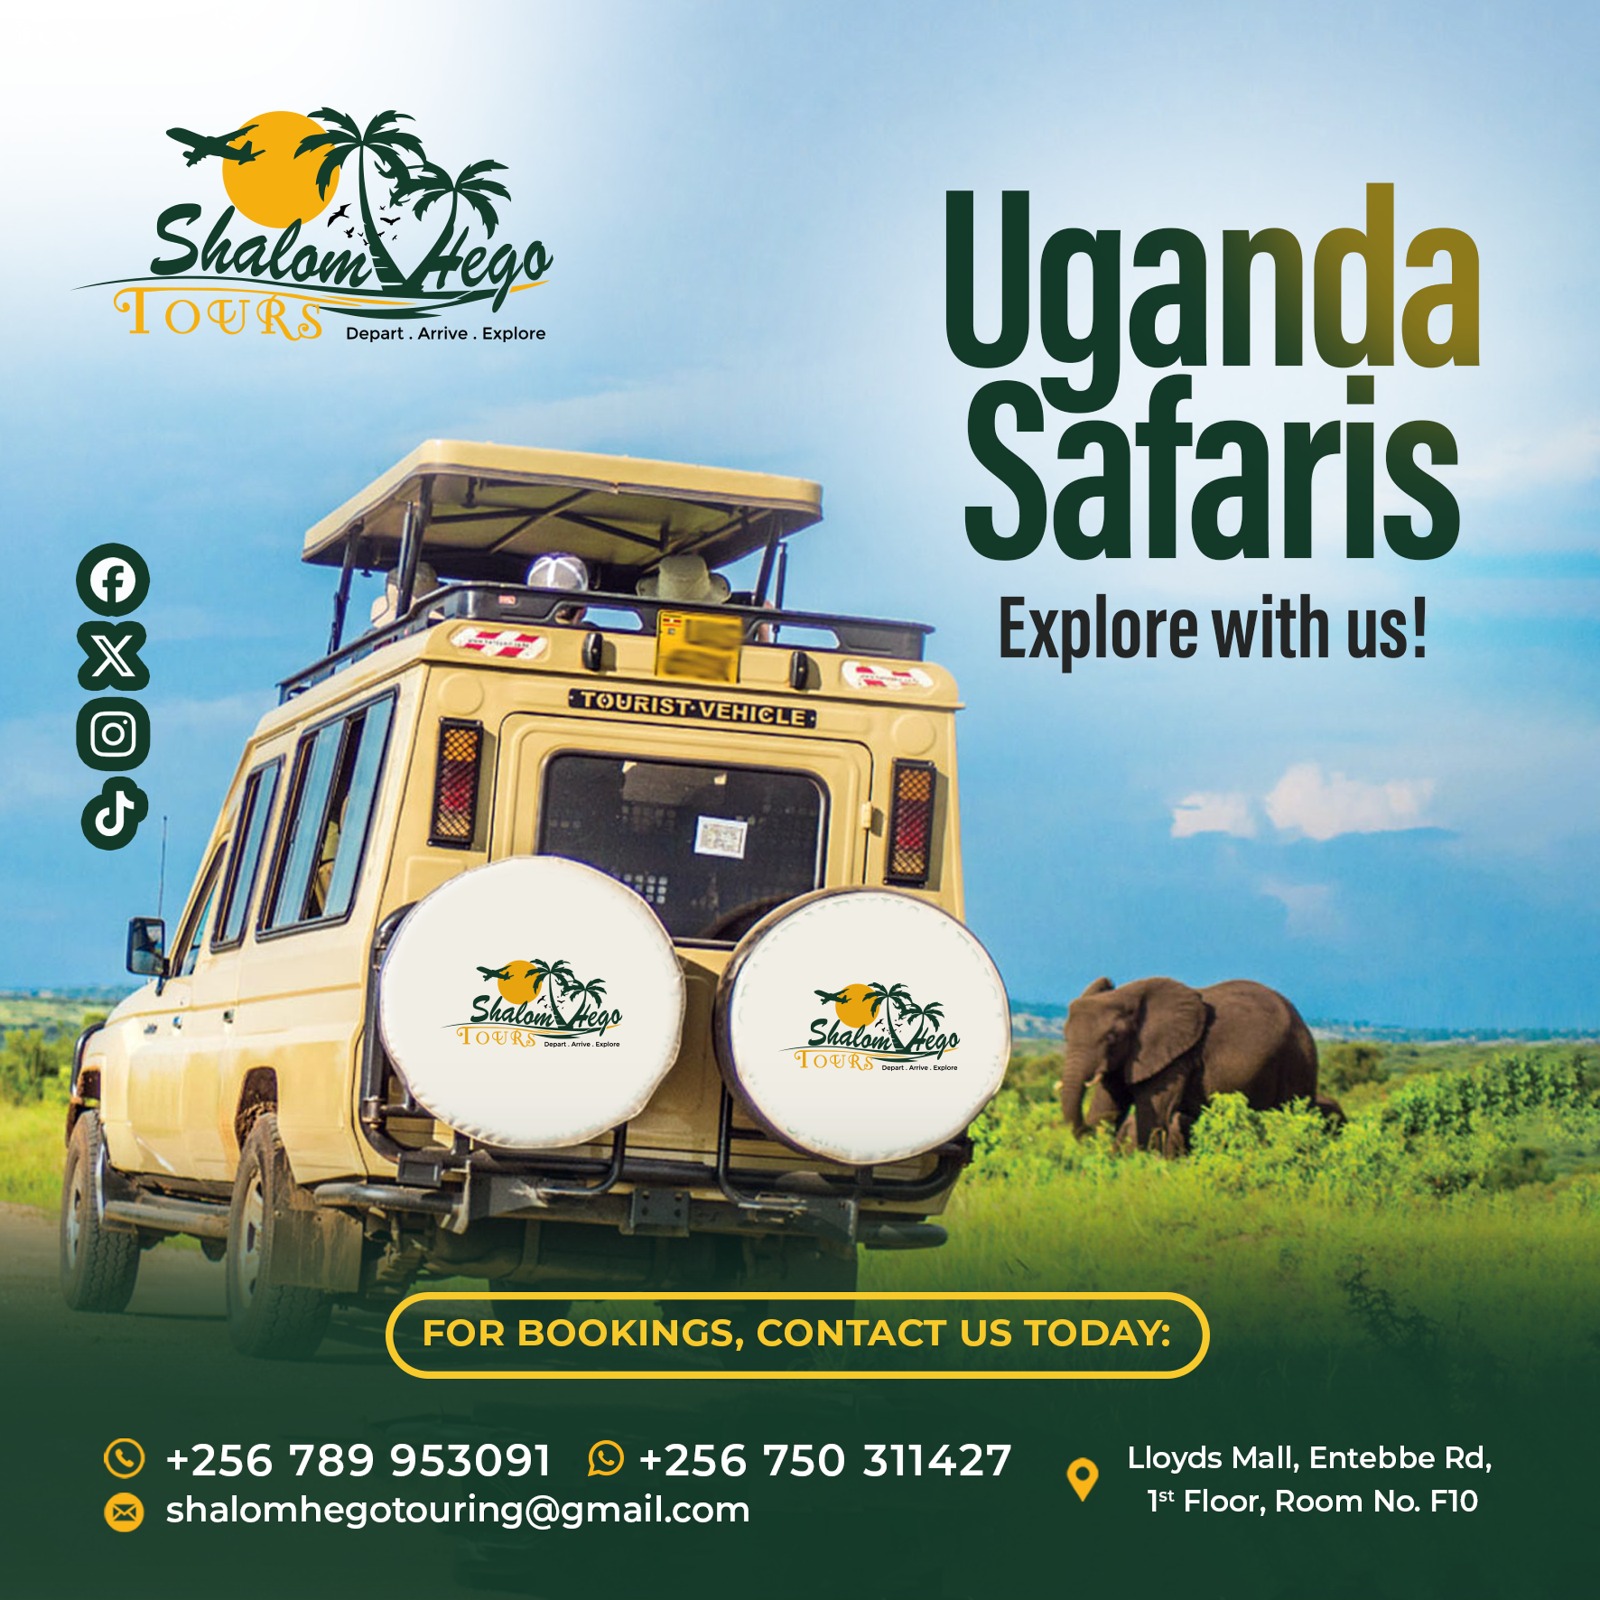 Shalom Hego
TOURS
Depart . Arrive . Explore
Uganda
Safaris
Explore with us!
TOURIST VEHICLE
Shalom Hego
TOURS
Depart . Arrive . Explore
Shalom Hego
TOURS
Depart . Arrive . Explore
FOR BOOKINGS, CONTACT US TODAY:
+256 789 953091
+256 750 311427
shalomhegotouring@gmail.com
Lloyds Mall, Entebbe Rd,
1st Floor, Room No. F10